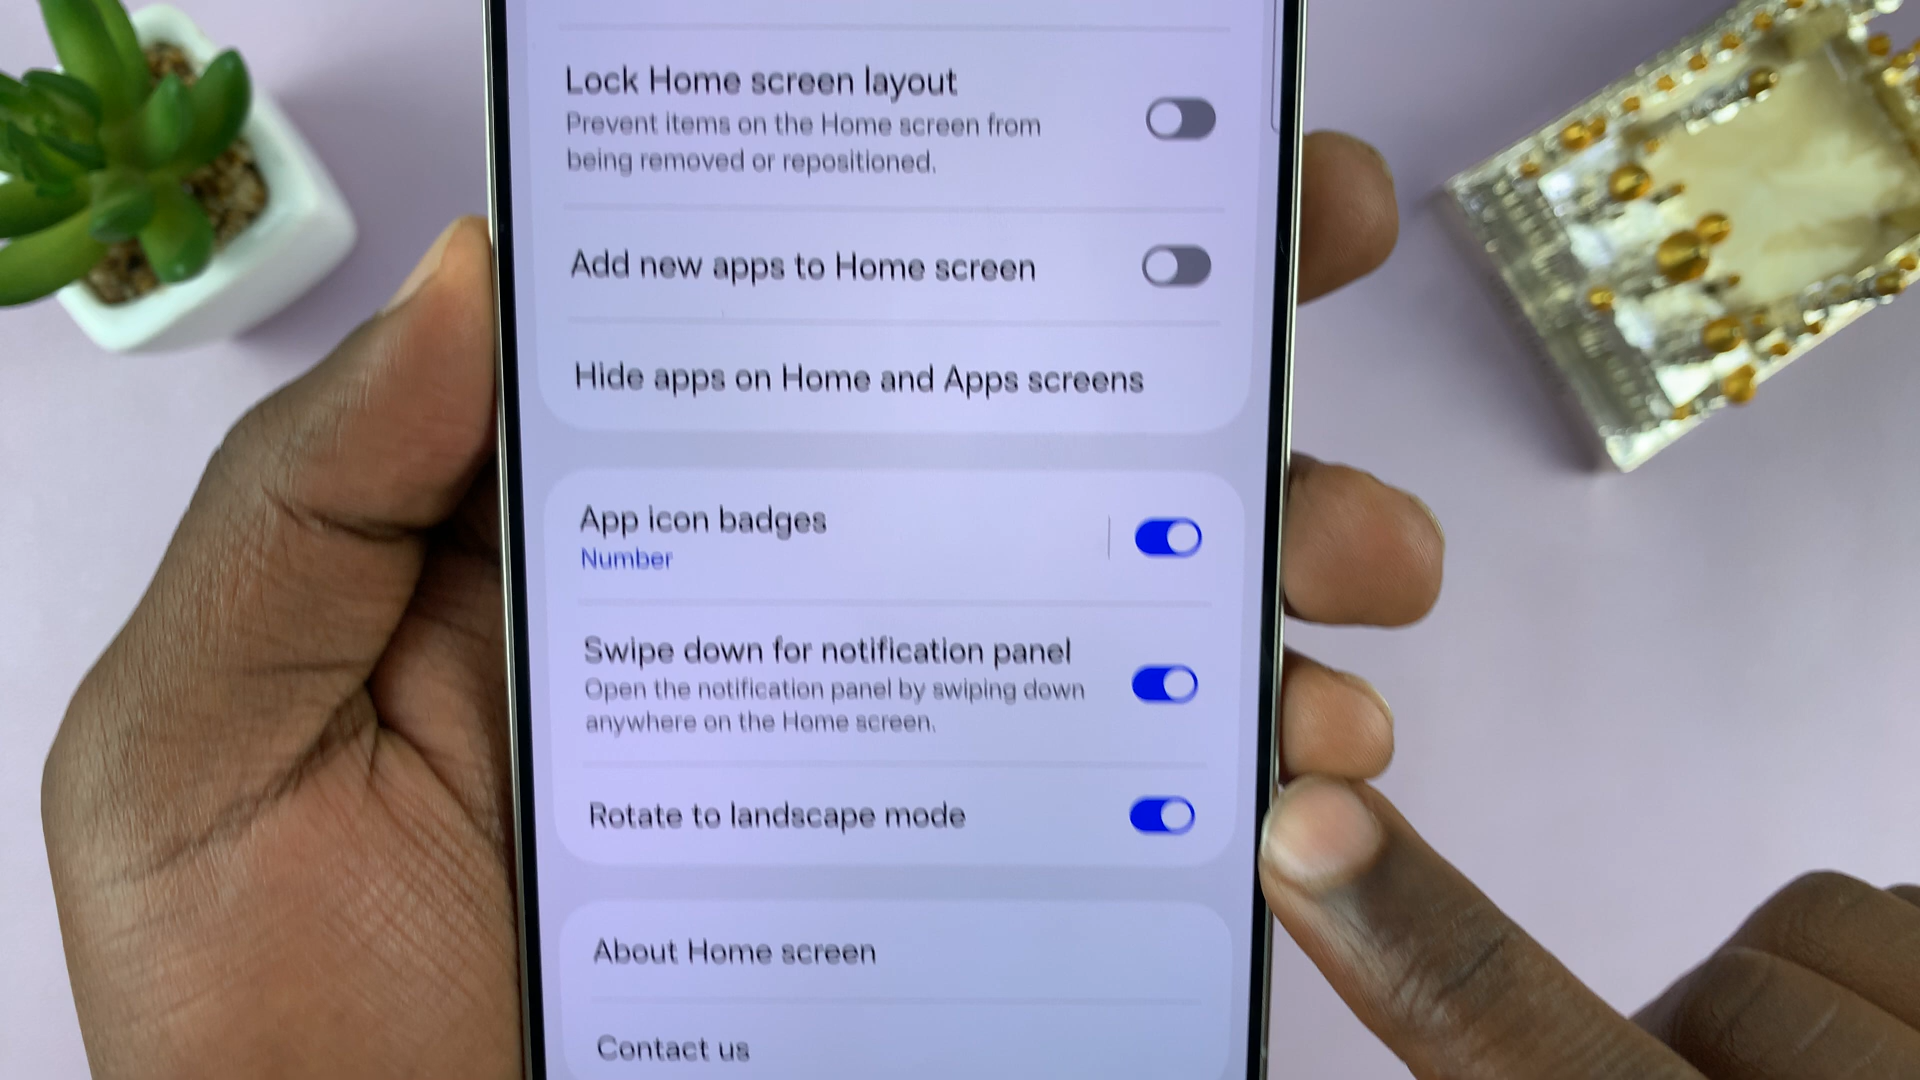 Lock Home screen layout
Prevent items on the Home screen from
being removed or repositioned.
Add new apps to Home screen
Hide apps on Home and Apps screens
App icon badges
Number
Swipe down for notification panel
Open the notification panel by swiping down
anywhere on the Home screen.
Rotate to landscape mode
About Home screen
Contact us